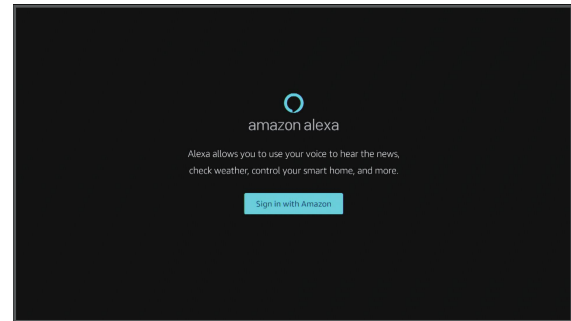 amazon alexa
Alexa allows you to use your voice to hear the news,
check weather, control your smart home, and more.
Sign in with Amazon